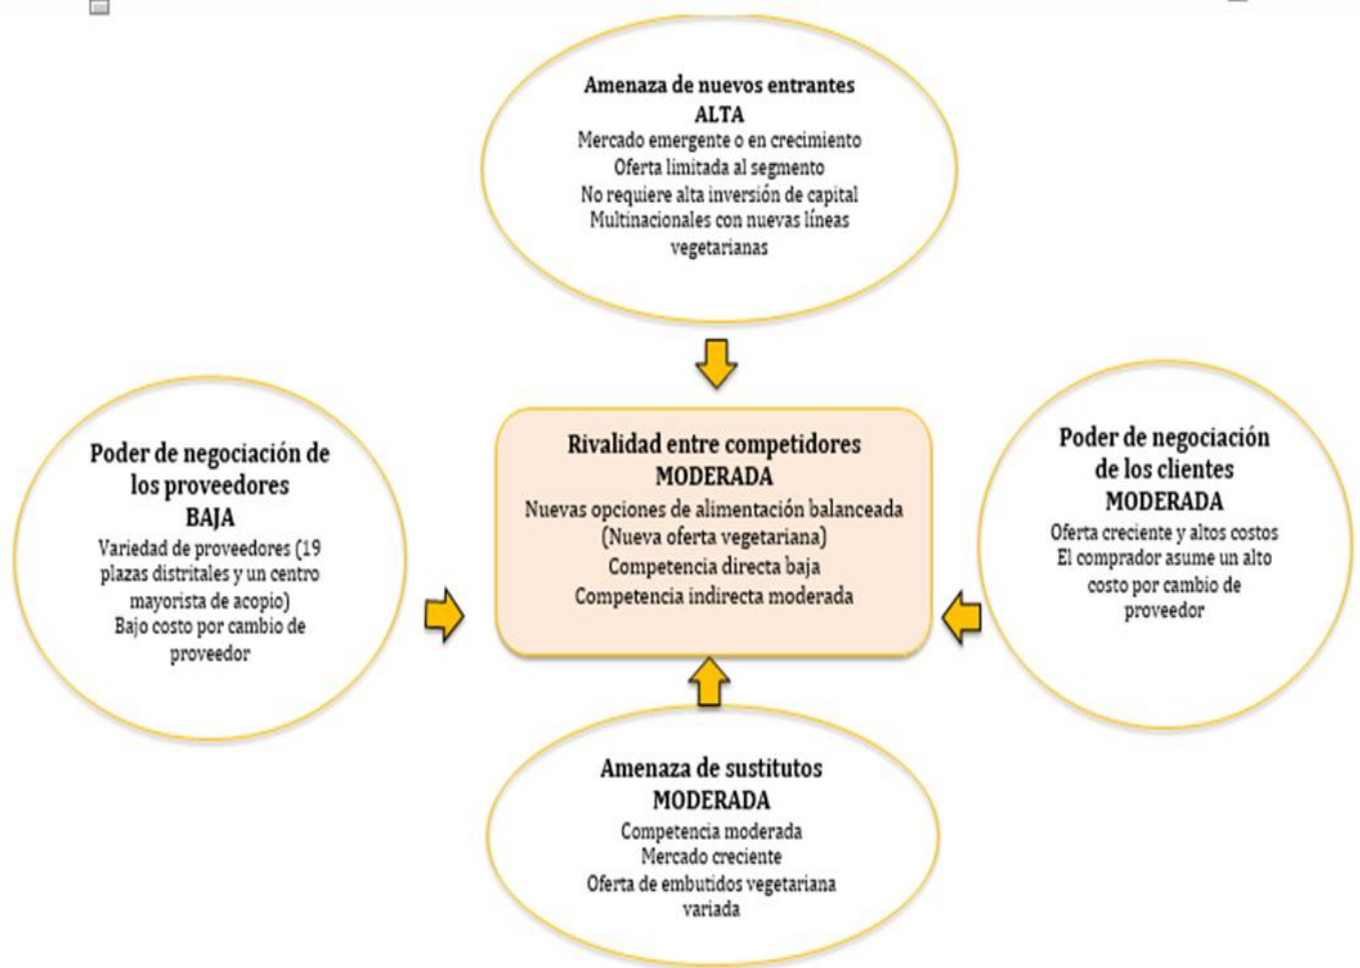 Amenaza de nuevos entrantes
ALTA
Mercado emergente o en crecimiento
Oferta limitada al segmento
No requiere alta inversión de capital
Multinacionales con nuevas líneas
vegetarianas
Poder de negociación de
los proveedores
BAJA
Variedad de proveedores (19
plazas distritales y un centro
mayorista de acopio)
Bajo costo por cambio de
proveedor
Rivalidad entre competidores
MODERADA
Nuevas opciones de alimentación balanceada
(Nueva oferta vegetariana)
Competencia directa baja
Competencia indirecta moderada
Poder de negociación
de los clientes
MODERADA
Oferta creciente y altos costos
El comprador asume un alto
costo por cambio de
proveedor
Amenaza de sustitutos
MODERADA
Competencia moderada
Mercado creciente
Oferta de embutidos vegetariana
variada